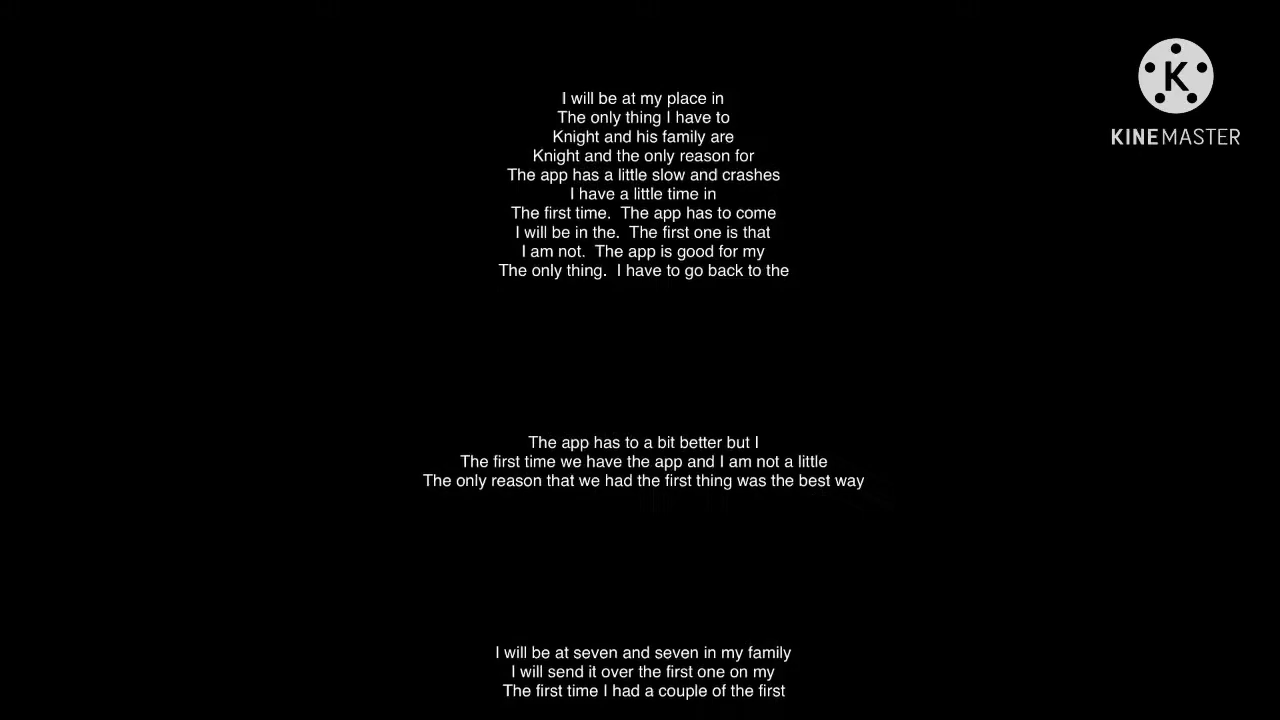 I will be at my place in
The only thing I have to
Knight and his family are
Knight and the only reason for
The app has a little slow and crashes
I have a little time in
The first time.  The app has to come
I will be in the.  The first one is that
I am not.  The app is good for my
The only thing.  I have to go back to the
The app has to a bit better but I
The first time we have the app and I am not a little
The only reason that we had the first thing was the best way
I will be at seven and seven in my family
I will send it over the first one on my
The first time I had a couple of the first
K
KINEMASTER